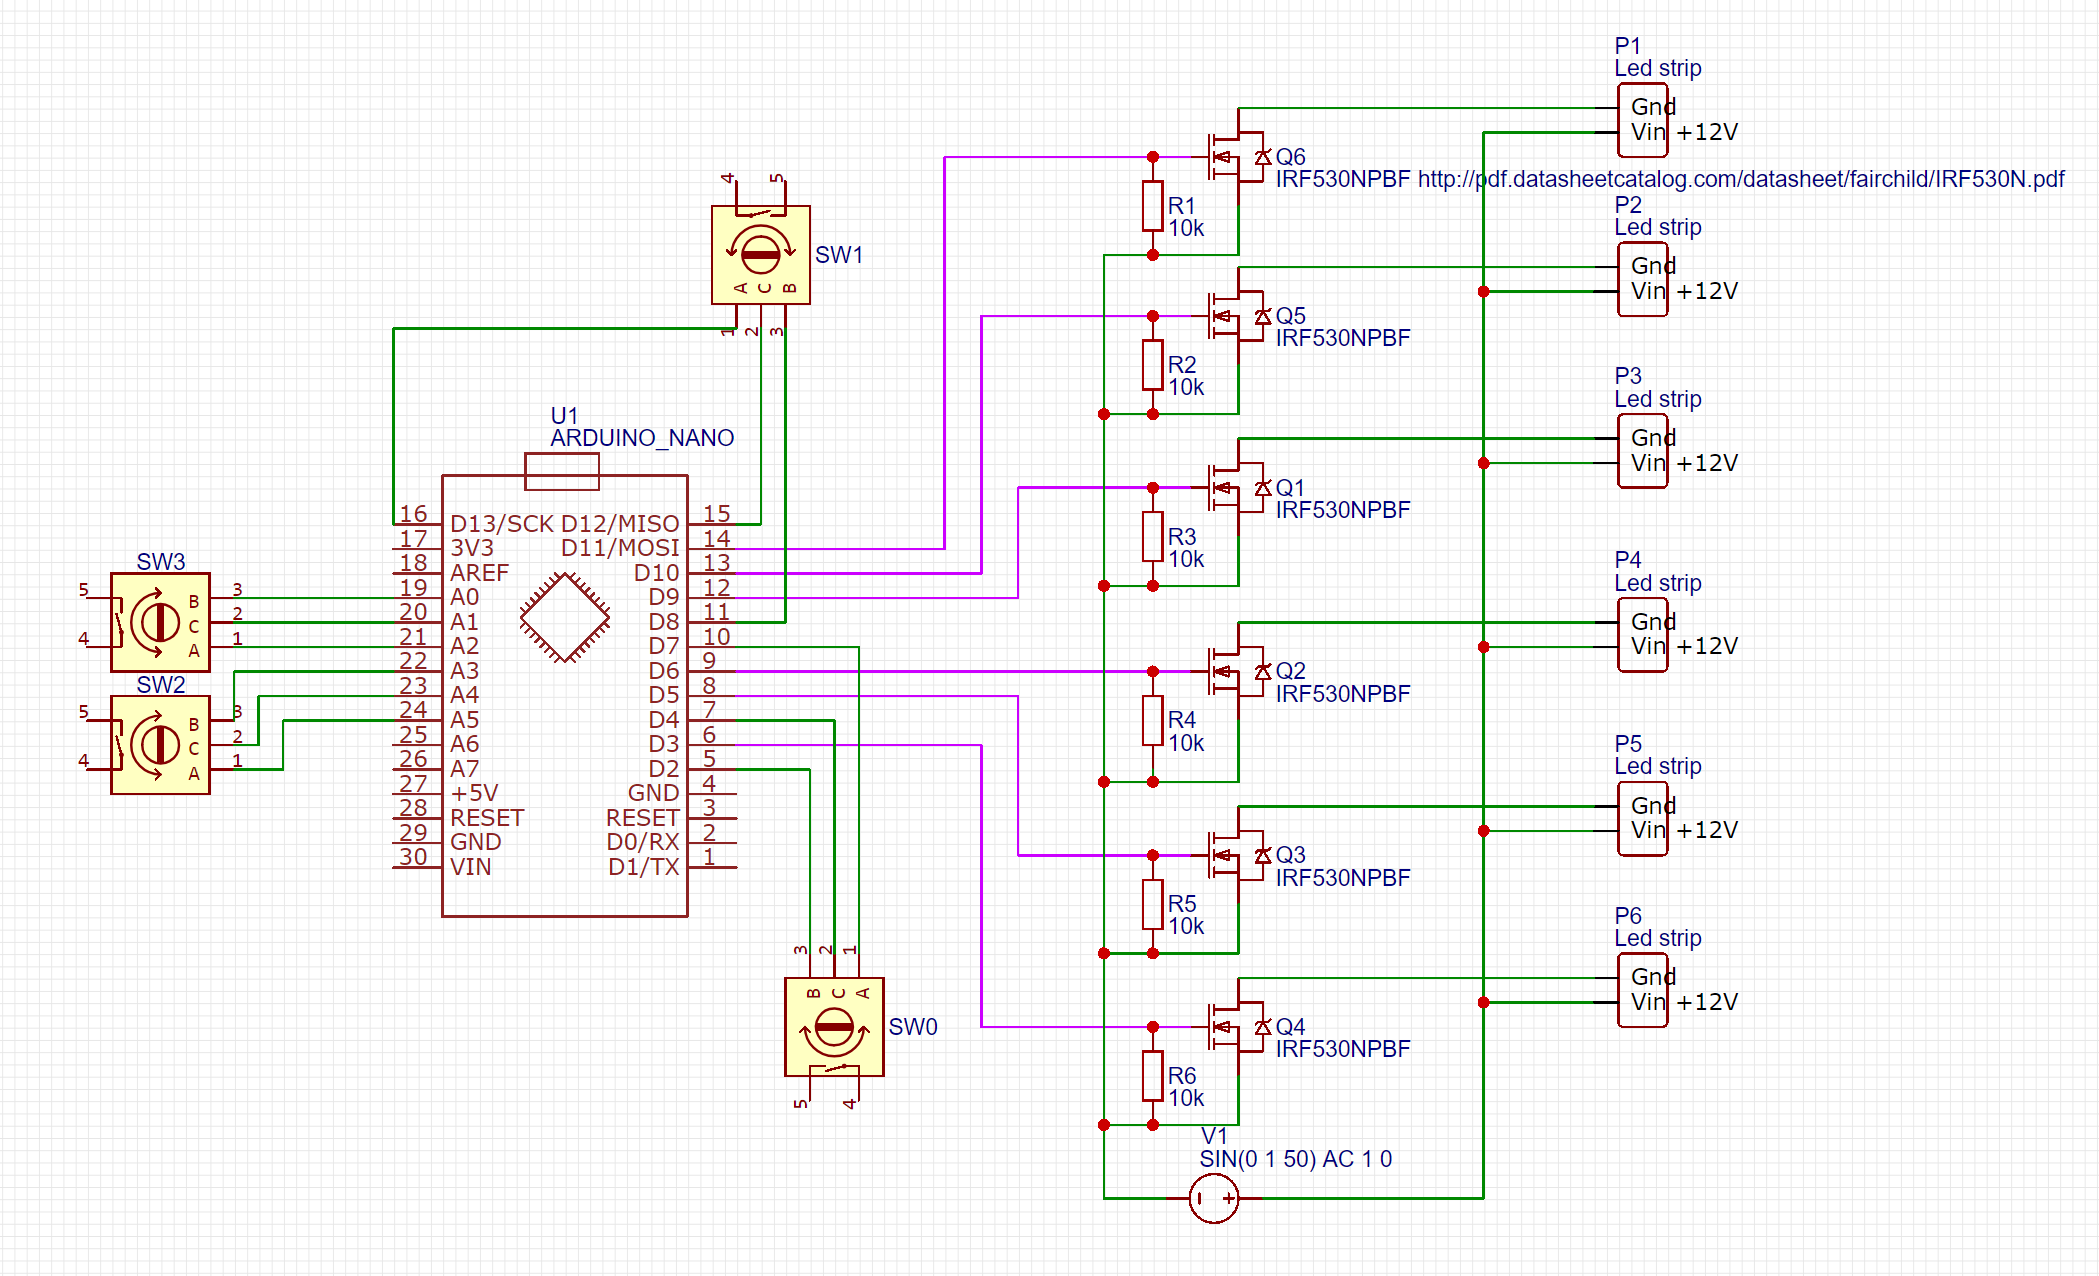 P1
Led strip
Gnd
Vin +12V
Q6
IRF530NPBF http://pdf.datasheetcatalog.com/datasheet/fairchild/IRF530N.pdf
R1
10k
P2
Led strip
Gnd
Vin +12V
Q5
IRF530NPBF
R2
10k
P3
Led strip
Gnd
Vin +12V
Q1
IRF530NPBF
R3
10k
P4
Led strip
Gnd
Vin +12V
Q2
IRF530NPBF
R4
10k
P5
Led strip
Gnd
Vin +12V
Q3
IRF530NPBF
R5
10k
P6
Led strip
Gnd
Vin +12V
Q4
IRF530NPBF
R6
10k
V1
SIN(0 1 50) AC 1 0
- +
4 5
SW1
A C B
1 2 3
U1
ARDUINO_NANO
16 D13/SCK D12/MISO 15
17 3V3 D11/MOSI 14
18 AREF D10 13
19 A0 D9 12
20 A1 D8 11
21 A2 D7 10
22 A3 D6 9
23 A4 D5 8
24 A5 D4 7
25 A6 D3 6
26 A7 D2 5
27 +5V GND 4
28 RESET RESET 3
29 GND D0/RX 2
30 VIN D1/TX 1
SW3
5 B 3
C 2
4 A 1
SW2
5 B 3
C 2
4 A 1
3 2 1
B C A
SW0
5 4